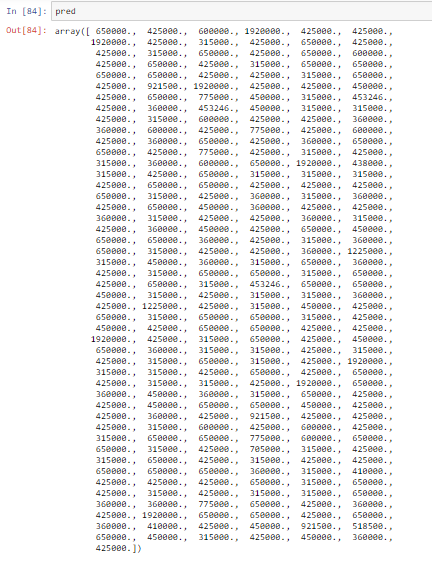 In [84]: pred
Out[84]: array([ 650000., 425000., 600000., 1920000., 425000., 425000.,
1920000., 425000., 315000., 425000., 650000., 425000.,
425000., 315000., 650000., 425000., 600000., 600000.,
425000., 650000., 425000., 315000., 650000., 650000.,
650000., 650000., 425000., 425000., 315000., 650000.,
425000., 921500., 1920000., 425000., 425000., 450000.,
425000., 650000., 775000., 450000., 315000., 453246.,
425000., 360000., 453246., 450000., 315000., 315000.,
425000., 315000., 600000., 425000., 425000., 360000.,
360000., 600000., 425000., 775000., 425000., 600000.,
425000., 360000., 650000., 425000., 360000., 650000.,
650000., 425000., 775000., 425000., 315000., 425000.,
315000., 360000., 600000., 650000., 1920000., 438000.,
315000., 425000., 650000., 315000., 315000., 315000.,
425000., 650000., 650000., 425000., 425000., 425000.,
650000., 315000., 425000., 360000., 315000., 360000.,
425000., 650000., 450000., 360000., 425000., 425000.,
360000., 315000., 425000., 425000., 360000., 315000.,
425000., 360000., 450000., 425000., 650000., 450000.,
650000., 650000., 360000., 425000., 315000., 360000.,
650000., 315000., 425000., 425000., 360000., 1225000.,
315000., 450000., 360000., 315000., 650000., 360000.,
425000., 315000., 650000., 650000., 315000., 650000.,
425000., 650000., 315000., 453246., 650000., 650000.,
450000., 315000., 425000., 315000., 315000., 360000.,
425000., 1225000., 425000., 315000., 450000., 425000.,
650000., 315000., 650000., 315000., 650000., 425000.,
450000., 425000., 650000., 650000., 425000., 425000.,
1920000., 425000., 315000., 650000., 425000., 450000.,
650000., 360000., 315000., 315000., 425000., 315000.,
425000., 315000., 650000., 315000., 425000., 1920000.,
315000., 315000., 425000., 650000., 425000., 650000.,
425000., 315000., 315000., 425000., 1920000., 650000.,
360000., 450000., 360000., 315000., 650000., 425000.,
425000., 450000., 650000., 650000., 450000., 425000.,
425000., 360000., 425000., 921500., 425000., 425000.,
425000., 315000., 600000., 425000., 600000., 425000.,
315000., 650000., 650000., 775000., 600000., 650000.,
650000., 315000., 425000., 705000., 315000., 425000.,
315000., 650000., 425000., 315000., 425000., 425000.,
650000., 650000., 650000., 360000., 315000., 410000.,
425000., 425000., 425000., 650000., 315000., 650000.,
425000., 315000., 425000., 315000., 315000., 650000.,
360000., 360000., 775000., 650000., 425000., 360000.,
425000., 1920000., 650000., 425000., 650000., 425000.,
360000., 410000., 425000., 450000., 921500., 518500.,
650000., 450000., 315000., 425000., 450000., 360000.,
425000.])